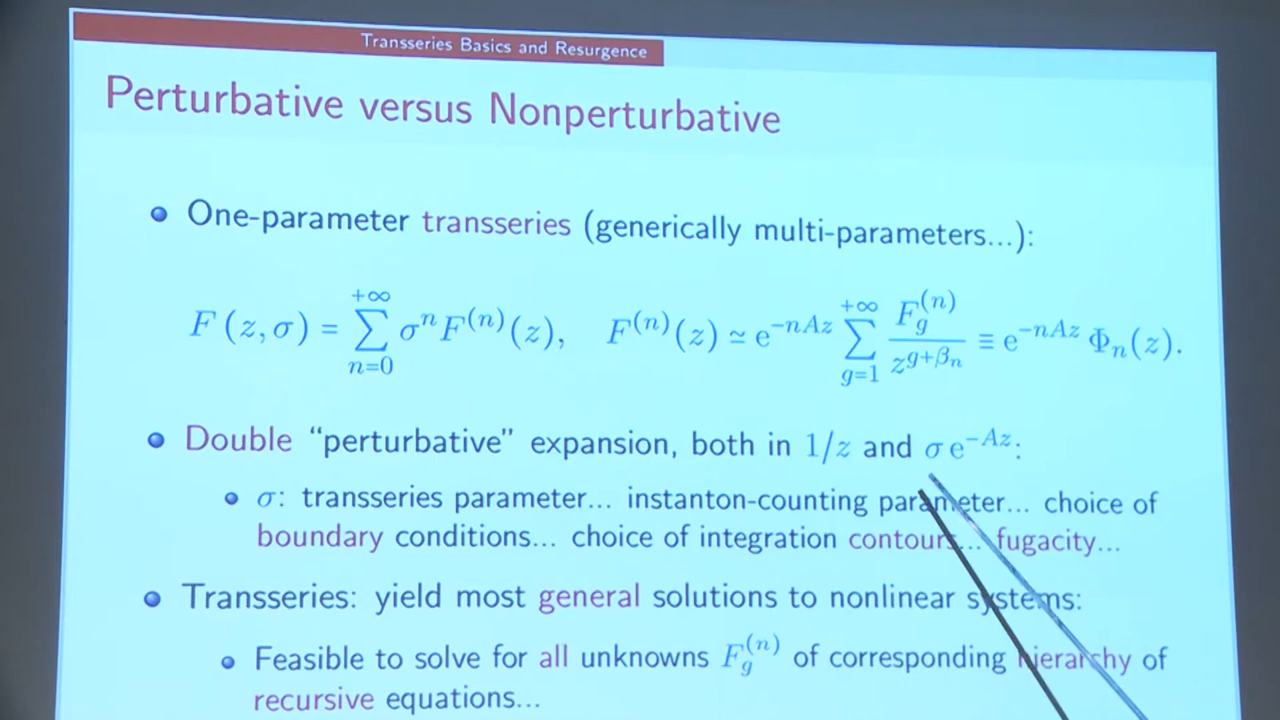 Transseries Basics and Resurgence
Perturbative versus Nonperturbative
One-parameter transseries (generically multi-parameters...):
F (z, σ) = ∑_{n=0}^{+∞} σ^n F^{(n)}(z), F^{(n)}(z) ≃ e^{-nAz} ∑_{g=1}^{+∞} F_g^{(n)} / z^{g+β_n} ≡ e^{-nAz} Φ_n(z).
Double “perturbative” expansion, both in 1/z and σ e^{-Az}:
σ: transseries parameter... instanton-counting parameter... choice of
boundary conditions... choice of integration contours... fugacity...
Transseries: yield most general solutions to nonlinear systems:
Feasible to solve for all unknowns F_g^{(n)} of corresponding hierarchy of
recursive equations...